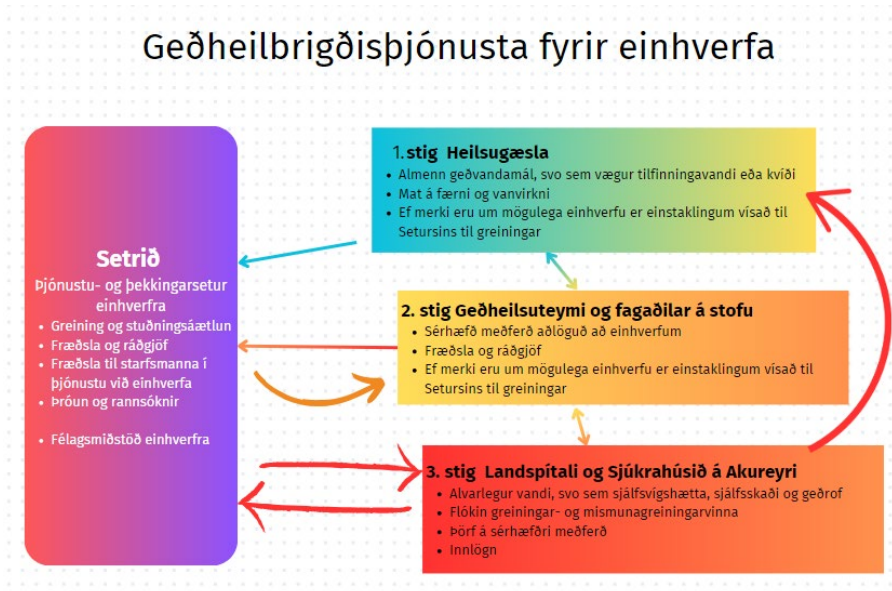 Geðheilbrigðisþjónusta fyrir einhverfa
Setrið
Þjónustu- og þekkingarsetur
einhverfra
• Greining og stuðningsáætlun
• Fræðsla og ráðgjöf
• Fræðsla til starfsmanna í
þjónustu við einhverfa
• Þróun og rannsóknir
• Félagsmiðstöð einhverfra
1. stig Heilsugæsla
• Almenn geðvandamál, svo sem vægur tilfinningavandi eða kvíði
• Mat á færni og vanvirkni
• Ef merki eru um mögulega einhverfu er einstaklingum vísað til
Setursins til greiningar
2. stig Geðheilsuteymi og fagaðilar á stofu
• Sérhæfð meðferð aðlöguð að einhverfum
• Fræðsla og ráðgjöf
• Ef merki eru um mögulega einhverfu er einstaklingum vísað til
Setursins til greiningar
3. stig Landspítali og Sjúkrahúsið á Akureyri
• Alvarlegur vandi, svo sem sjálfsvígshætta, sjálfsskaði og geðrof
• Flókin greiningar- og mismunagreiningarvinna
• Þörf á sérhæfðri meðferð
• Innlögn